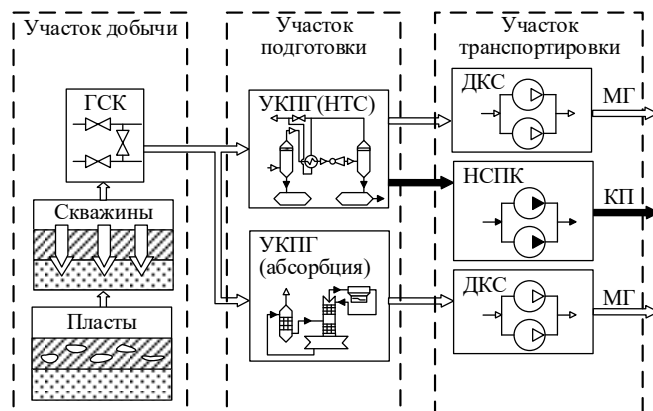 Участок добычи
ГСК
Скважины
Пласты
Участок
подготовки
УКПГ(НТС)
УКПГ
(абсорбция)
Участок
транспортировки
ДКС
МГ
НСПК
КП
ДКС
МГ